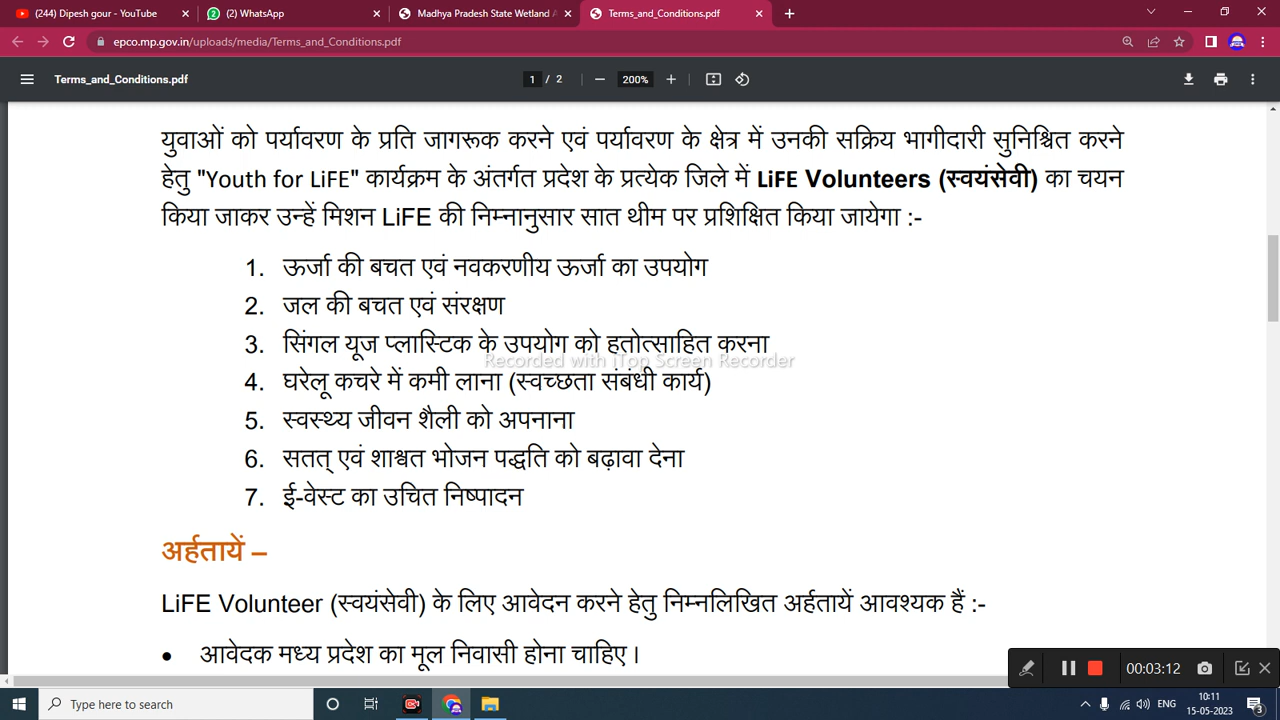 (244) Dipesh gour - YouTube
(2) WhatsApp
Madhya Pradesh State Wetland A
Terms_and_Conditions.pdf
epco.mp.gov.in/uploads/media/Terms_and_Conditions.pdf
Terms_and_Conditions.pdf
1 / 2
200%
युवाओं को पर्यावरण के प्रति जागरूक करने एवं पर्यावरण के क्षेत्र में उनकी सक्रिय भागीदारी सुनिश्चित करने
हेतु "Youth for LiFE" कार्यक्रम के अंतर्गत प्रदेश के प्रत्येक जिले में LiFE Volunteers (स्वयंसेवी) का चयन
किया जाकर उन्हें मिशन LiFE की निम्नानुसार सात थीम पर प्रशिक्षित किया जायेगा :-
1. ऊर्जा की बचत एवं नवकरणीय ऊर्जा का उपयोग
2. जल की बचत एवं संरक्षण
3. सिंगल यूज प्लास्टिक के उपयोग को हतोत्साहित करना
Recorded with iTop Screen Recorder
4. घरेलू कचरे में कमी लाना (स्वच्छता संबंधी कार्य)
5. स्वस्थ्य जीवन शैली को अपनाना
6. सतत् एवं शाश्वत भोजन पद्धति को बढ़ावा देना
7. ई-वेस्ट का उचित निष्पादन
अर्हतायें –
LiFE Volunteer (स्वयंसेवी) के लिए आवेदन करने हेतु निम्नलिखित अर्हतायें आवश्यक हैं :-
• आवेदक मध्य प्रदेश का मूल निवासी होना चाहिए ।
00:03:12
Type here to search
10:11
15-05-2023
3